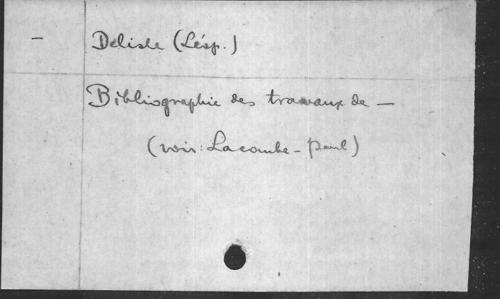 – Delisle (Léop.)
Bibliographie des travaux de —
(voir: Lacombe - Paul)